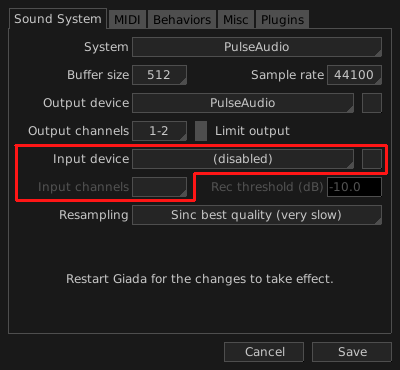 Sound System MIDI Behaviors Misc Plugins
System PulseAudio
Buffer size 512 Sample rate 44100
Output device PulseAudio
Output channels 1-2 Limit output
Input device (disabled)
Input channels Rec threshold (dB) -10.0
Resampling Sinc best quality (very slow)
Restart Giada for the changes to take effect.
Cancel Save